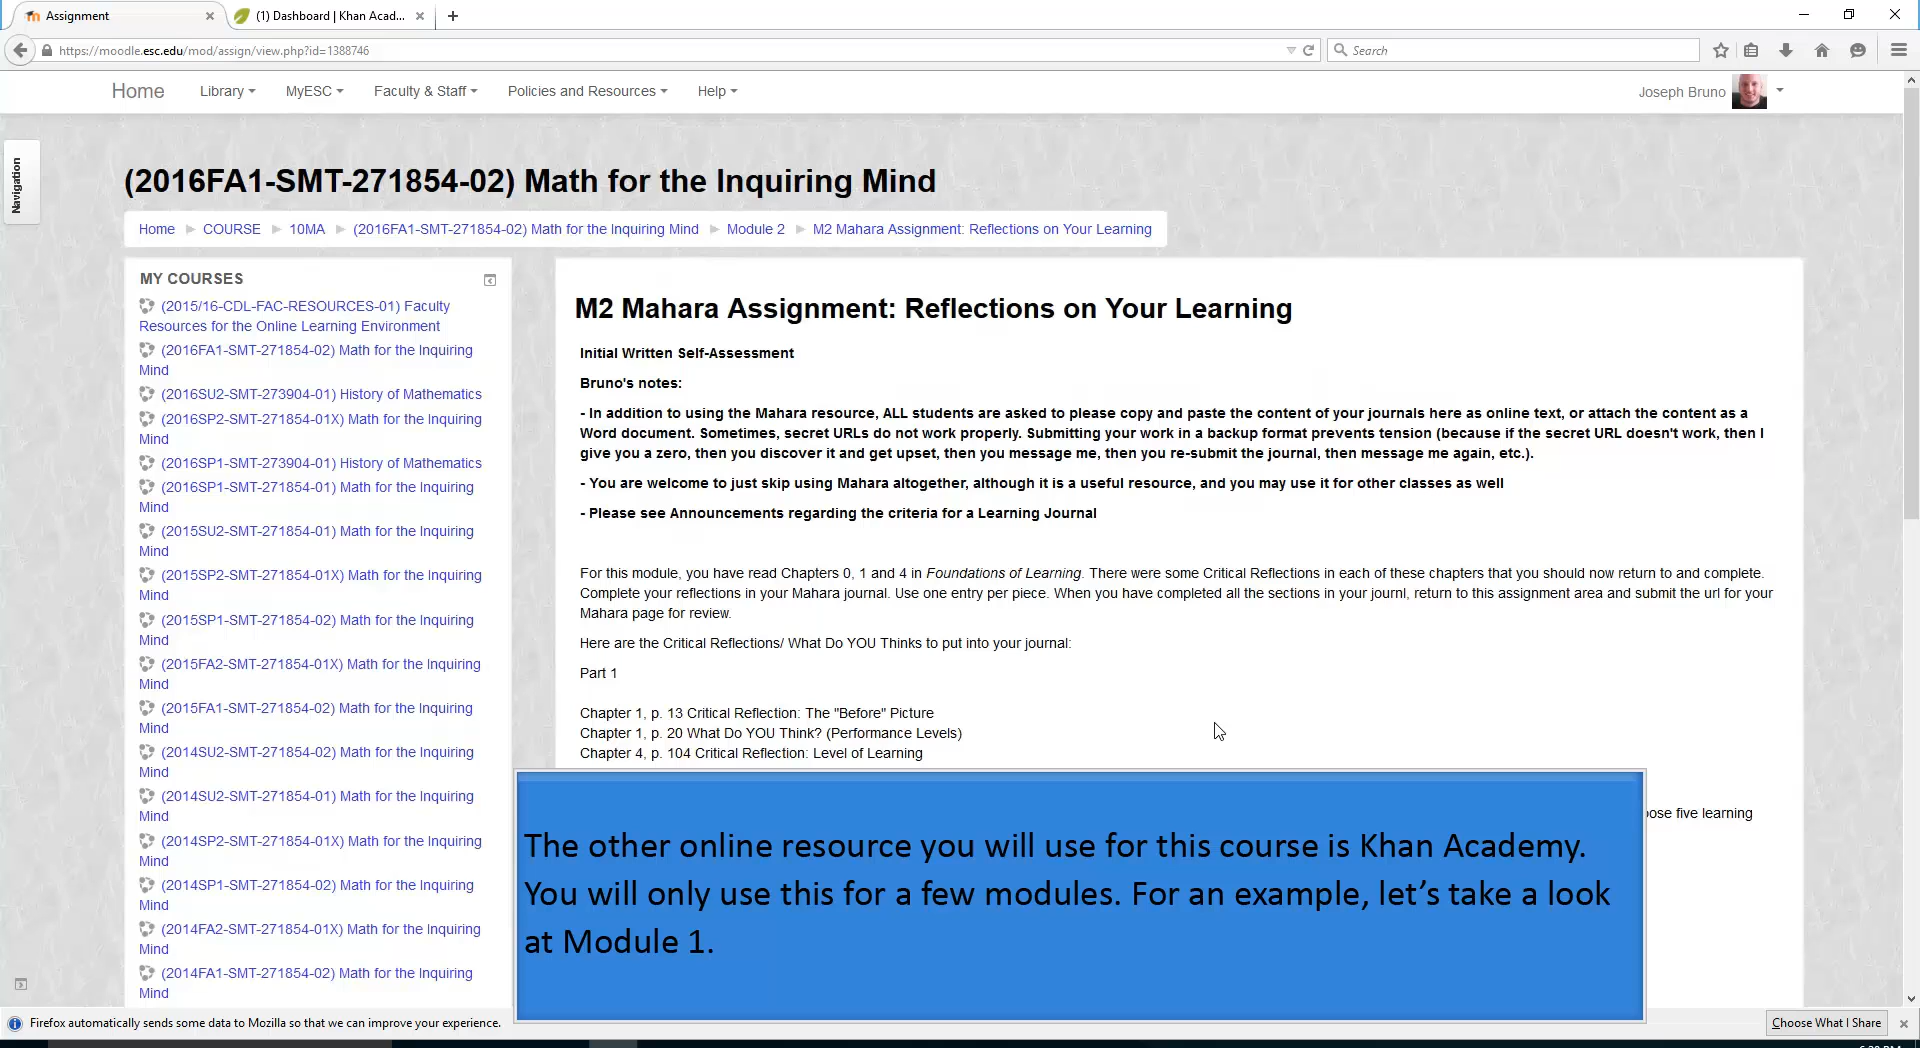 Assignment
(1) Dashboard | Khan Acad...
https://moodle.esc.edu/mod/assign/view.php?id=1388746
Search
Home Library MyESC Faculty & Staff Policies and Resources Help Joseph Bruno
Navigation
(2016FA1-SMT-271854-02) Math for the Inquiring Mind
Home COURSE 10MA (2016FA1-SMT-271854-02) Math for the Inquiring Mind Module 2 M2 Mahara Assignment: Reflections on Your Learning
MY COURSES
(2015/16-CDL-FAC-RESOURCES-01) Faculty
Resources for the Online Learning Environment
(2016FA1-SMT-271854-02) Math for the Inquiring
Mind
(2016SU2-SMT-273904-01) History of Mathematics
(2016SP2-SMT-271854-01X) Math for the Inquiring
Mind
(2016SP1-SMT-273904-01) History of Mathematics
(2016SP1-SMT-271854-01) Math for the Inquiring
Mind
(2015SU2-SMT-271854-01) Math for the Inquiring
Mind
(2015SP2-SMT-271854-01X) Math for the Inquiring
Mind
(2015SP1-SMT-271854-02) Math for the Inquiring
Mind
(2015FA2-SMT-271854-01X) Math for the Inquiring
Mind
(2015FA1-SMT-271854-02) Math for the Inquiring
Mind
(2014SU2-SMT-271854-02) Math for the Inquiring
Mind
(2014SU2-SMT-271854-01) Math for the Inquiring
Mind
(2014SP2-SMT-271854-01X) Math for the Inquiring
Mind
(2014SP1-SMT-271854-02) Math for the Inquiring
Mind
(2014FA2-SMT-271854-01X) Math for the Inquiring
Mind
(2014FA1-SMT-271854-02) Math for the Inquiring
Mind
M2 Mahara Assignment: Reflections on Your Learning
Initial Written Self-Assessment
Bruno's notes:
- In addition to using the Mahara resource, ALL students are asked to please copy and paste the content of your journals here as online text, or attach the content as a
Word document. Sometimes, secret URLs do not work properly. Submitting your work in a backup format prevents tension (because if the secret URL doesn't work, then I
give you a zero, then you discover it and get upset, then you message me, then you re-submit the journal, then message me again, etc.).
- You are welcome to just skip using Mahara altogether, although it is a useful resource, and you may use it for other classes as well
- Please see Announcements regarding the criteria for a Learning Journal
For this module, you have read Chapters 0, 1 and 4 in Foundations of Learning. There were some Critical Reflections in each of these chapters that you should now return to and complete.
Complete your reflections in your Mahara journal. Use one entry per piece. When you have completed all the sections in your journl, return to this assignment area and submit the url for your
Mahara page for review.
Here are the Critical Reflections/ What Do YOU Thinks to put into your journal:
Part 1
Chapter 1, p. 13 Critical Reflection: The "Before" Picture
Chapter 1, p. 20 What Do YOU Think? (Performance Levels)
Chapter 4, p. 104 Critical Reflection: Level of Learning
five learning
The other online resource you will use for this course is Khan Academy.
You will only use this for a few modules. For an example, let’s take a look
at Module 1.
Firefox automatically sends some data to Mozilla so that we can improve your experience.
Choose What I Share